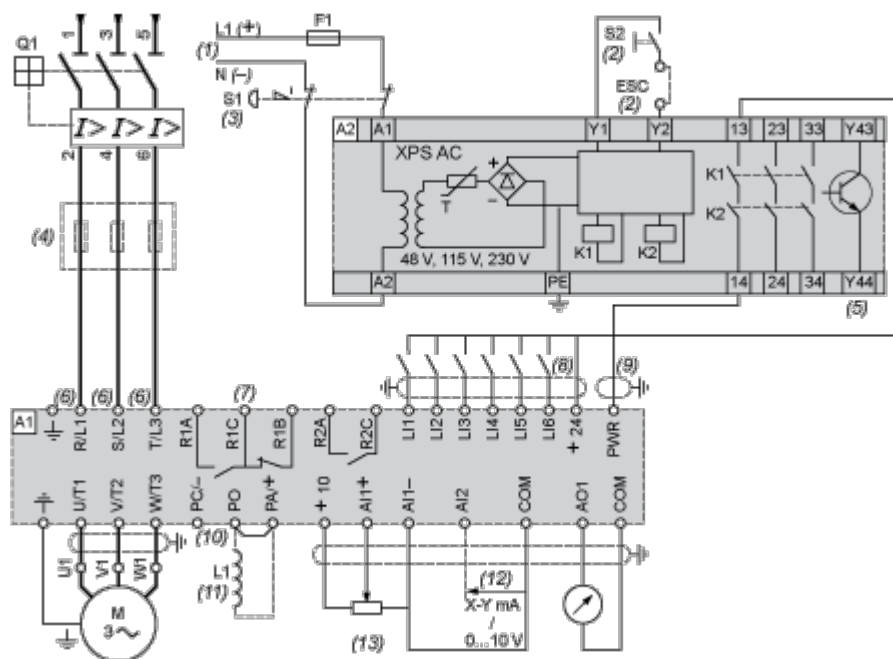 1 3 5
Q1
I> I> I>
2 4 6
(4)
L1 (+) F1
(1)
N (–)
S1
(3)
S2
(2)
ESC
(2)
A2 A1 Y1 Y2 13 23 33 Y43
XPS AC
+
T
–
K1
K2
K1 K2
48 V, 115 V, 230 V
A2 PE 14 24 34 Y44
(5)
(6) (6) (6) (7) (8) (9)
A1
R/L1 S/L2 T/L3 R1A R1C R1B R2A R2C LI1 LI2 LI3 LI4 LI5 LI6 + 24 PWR
U/T1 V/T2 W/T3 PC/- PO PA/+ + 10 AI1+ AI1– AI2 COM AO1 COM
(10)
U1 V1 W1
L1
(11)
M
3 ~
(12)
X-Y mA
/
0...10 V
(13)